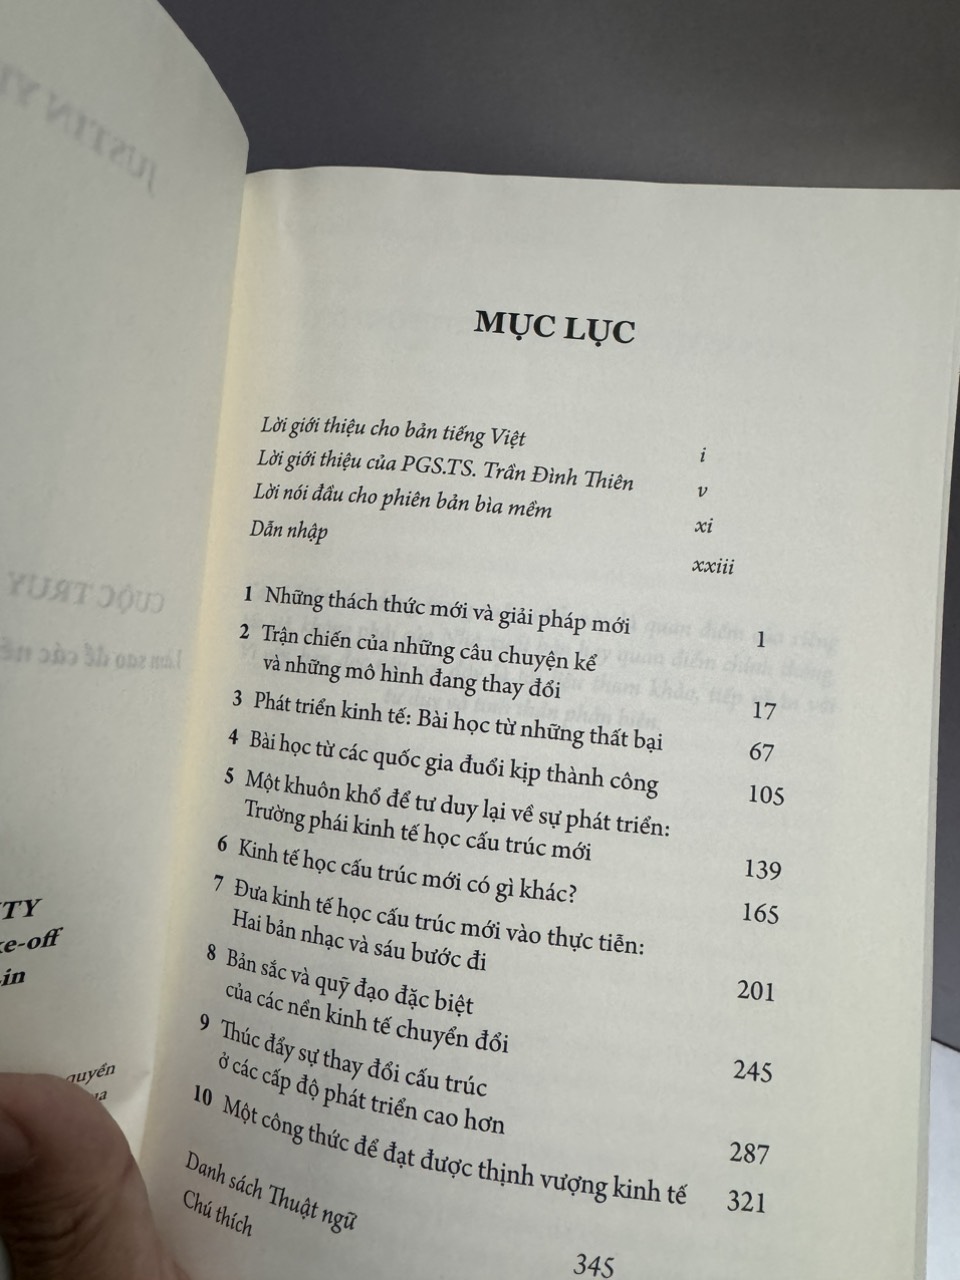 MỤC LỤC
Lời giới thiệu cho bản tiếng Việt i
Lời giới thiệu của PGS.TS. Trần Đình Thiên v
Lời nói đầu cho phiên bản bìa mềm xi
Dẫn nhập xxiii
1 Những thách thức mới và giải pháp mới 1
2 Trận chiến của những câu chuyện kể
và những mô hình đang thay đổi 17
3 Phát triển kinh tế: Bài học từ những thất bại 67
4 Bài học từ các quốc gia đuổi kịp thành công 105
5 Một khuôn khổ để tư duy lại về sự phát triển:
Trường phái kinh tế học cấu trúc mới 139
6 Kinh tế học cấu trúc mới có gì khác? 165
7 Đưa kinh tế học cấu trúc mới vào thực tiễn:
Hai bản nhạc và sáu bước đi 201
8 Bản sắc và quỹ đạo đặc biệt
của các nền kinh tế chuyển đổi 245
9 Thúc đẩy sự thay đổi cấu trúc
ở các cấp độ phát triển cao hơn 287
10 Một công thức để đạt được thịnh vượng kinh tế 321
Danh sách Thuật ngữ
Chú thích 345